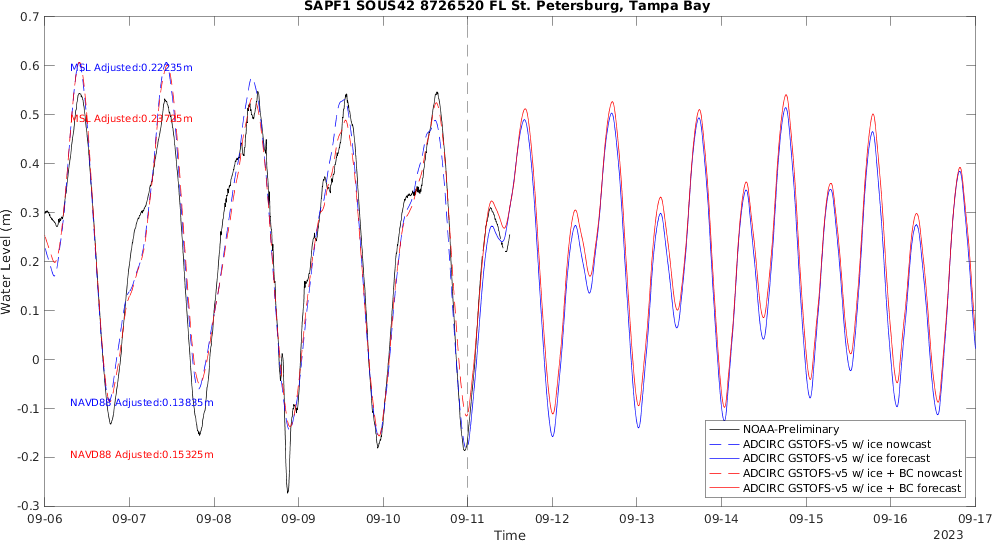 SAPF1 SOUS42 8726520 FL St. Petersburg, Tampa Bay
0.7
0.6
0.5
0.4
0.3
0.2
0.1
0
-0.1
-0.2
-0.3
Water Level (m)
MSL Adjusted:0.22235m
MSL Adjusted:0.23725m
NAVD88 Adjusted:0.13835m
NAVD88 Adjusted:0.15325m
NOAA-Preliminary
ADCIRC GSTOFS-v5 w/ ice nowcast
ADCIRC GSTOFS-v5 w/ ice forecast
ADCIRC GSTOFS-v5 w/ ice + BC nowcast
ADCIRC GSTOFS-v5 w/ ice + BC forecast
09-06 09-07 09-08 09-09 09-10 09-11 09-12 09-13 09-14 09-15 09-16 09-17
Time
2023